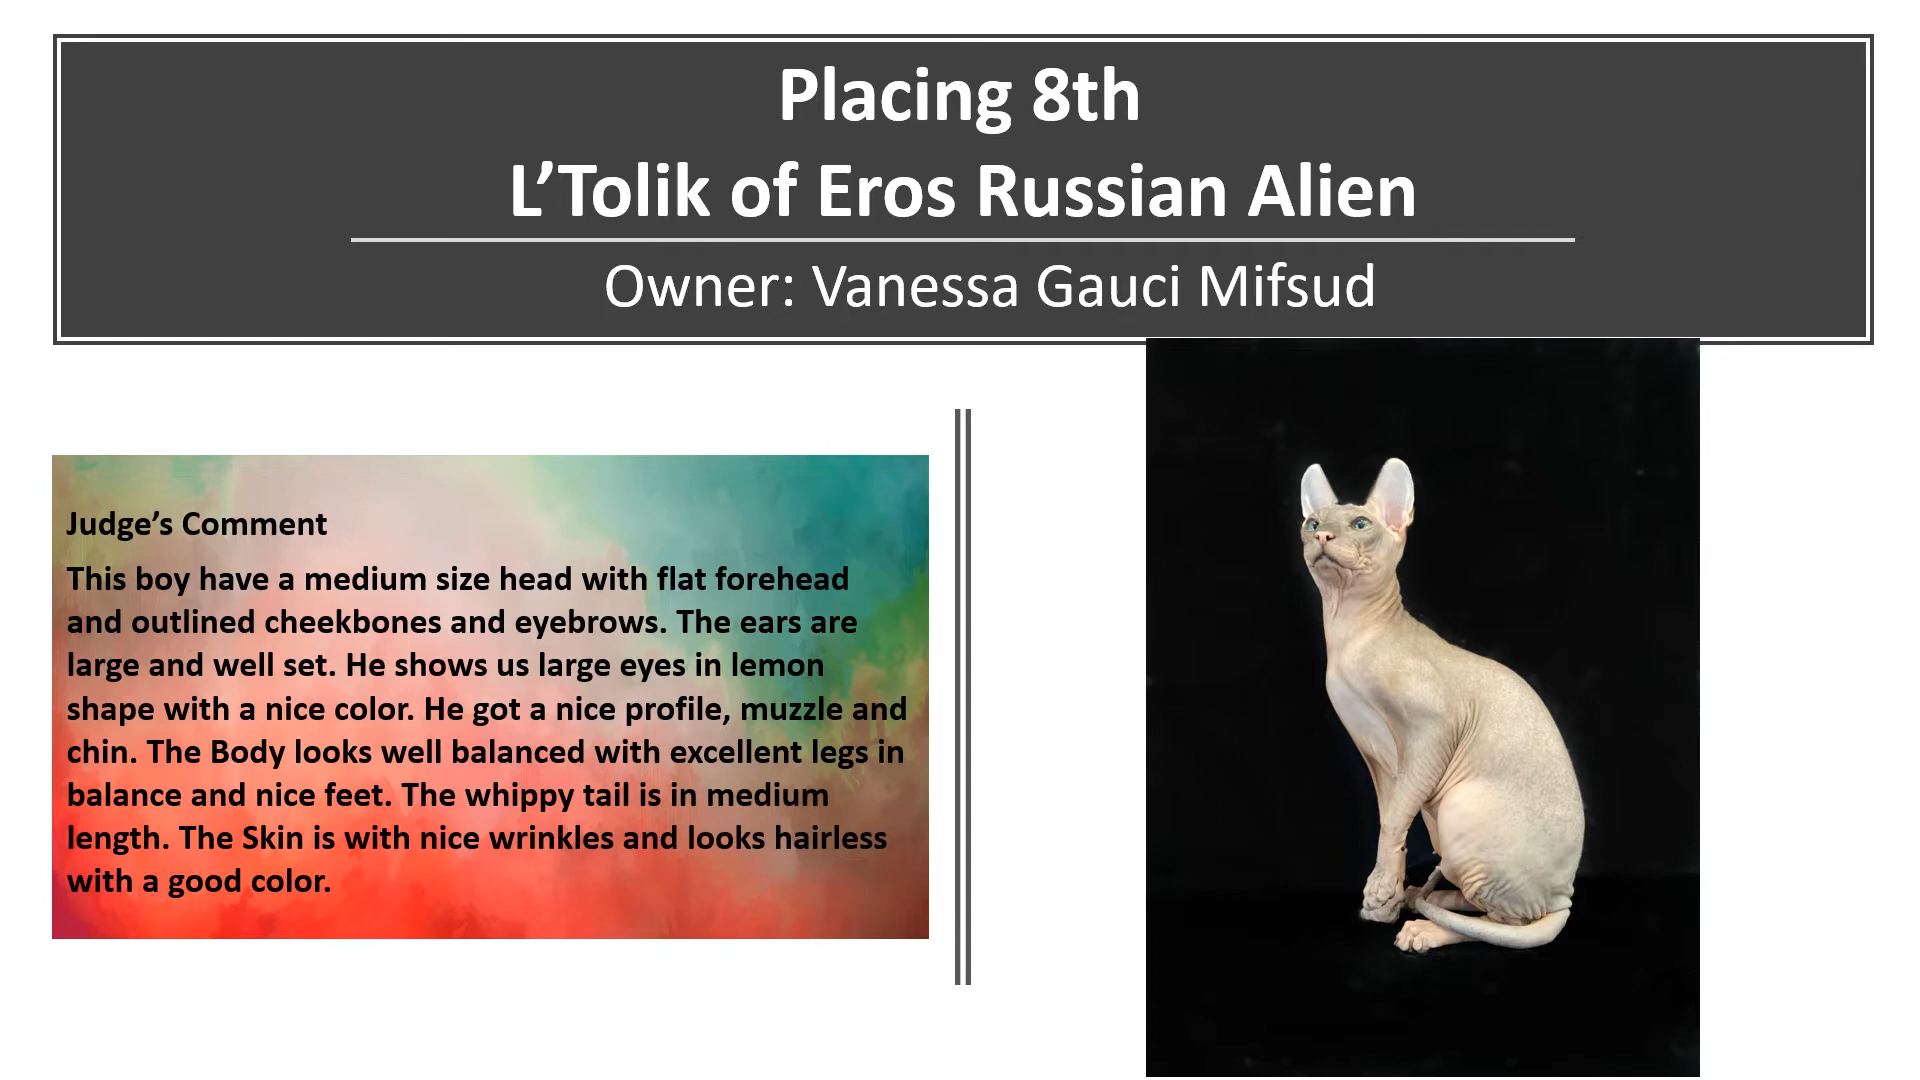 Placing 8th
L’Tolik of Eros Russian Alien
Owner: Vanessa Gauci Mifsud
Judge’s Comment
This boy have a medium size head with flat forehead
and outlined cheekbones and eyebrows. The ears are
large and well set. He shows us large eyes in lemon
shape with a nice color. He got a nice profile, muzzle and
chin. The Body looks well balanced with excellent legs in
balance and nice feet. The whippy tail is in medium
length. The Skin is with nice wrinkles and looks hairless
with a good color.